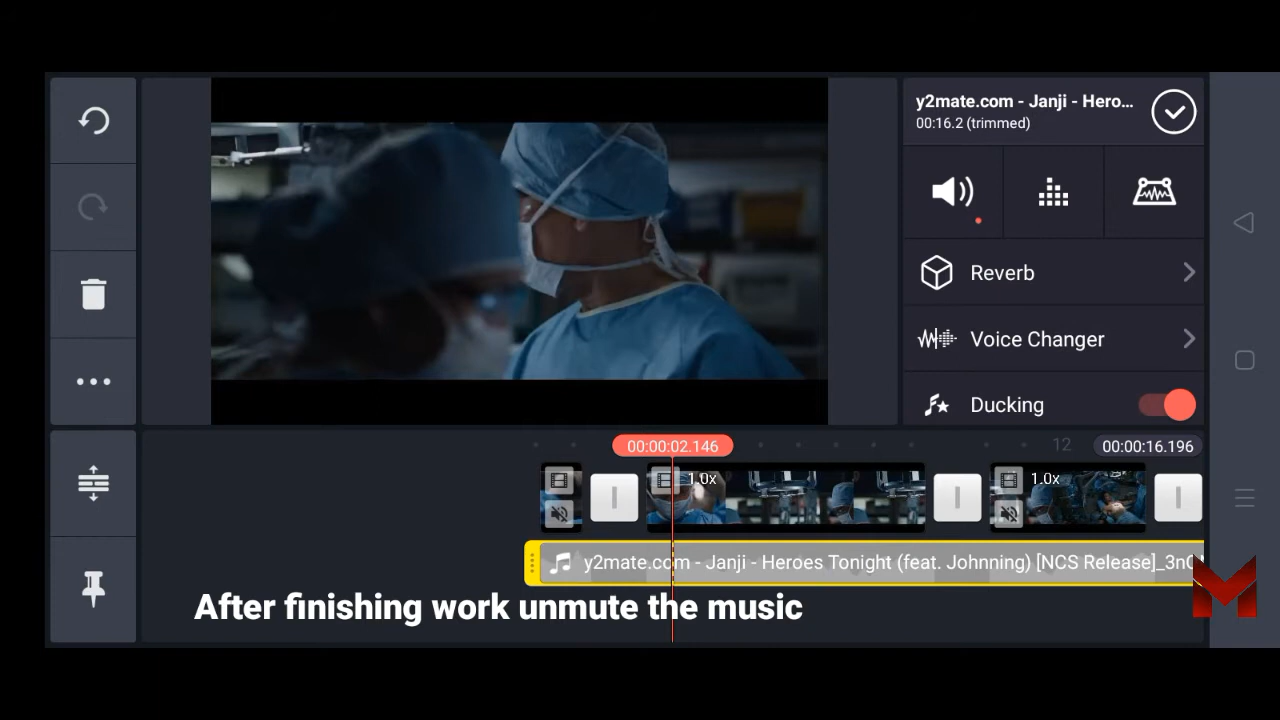 y2mate.com - Janji - Hero...
00:16.2 (trimmed)
Reverb
Voice Changer
Ducking
00:00:02.146
12
00:00:16.196
1.0x
1.0x
y2mate.com - Janji - Heroes Tonight (feat. Johnning) [NCS Release]_3n
After finishing work unmute the music
M